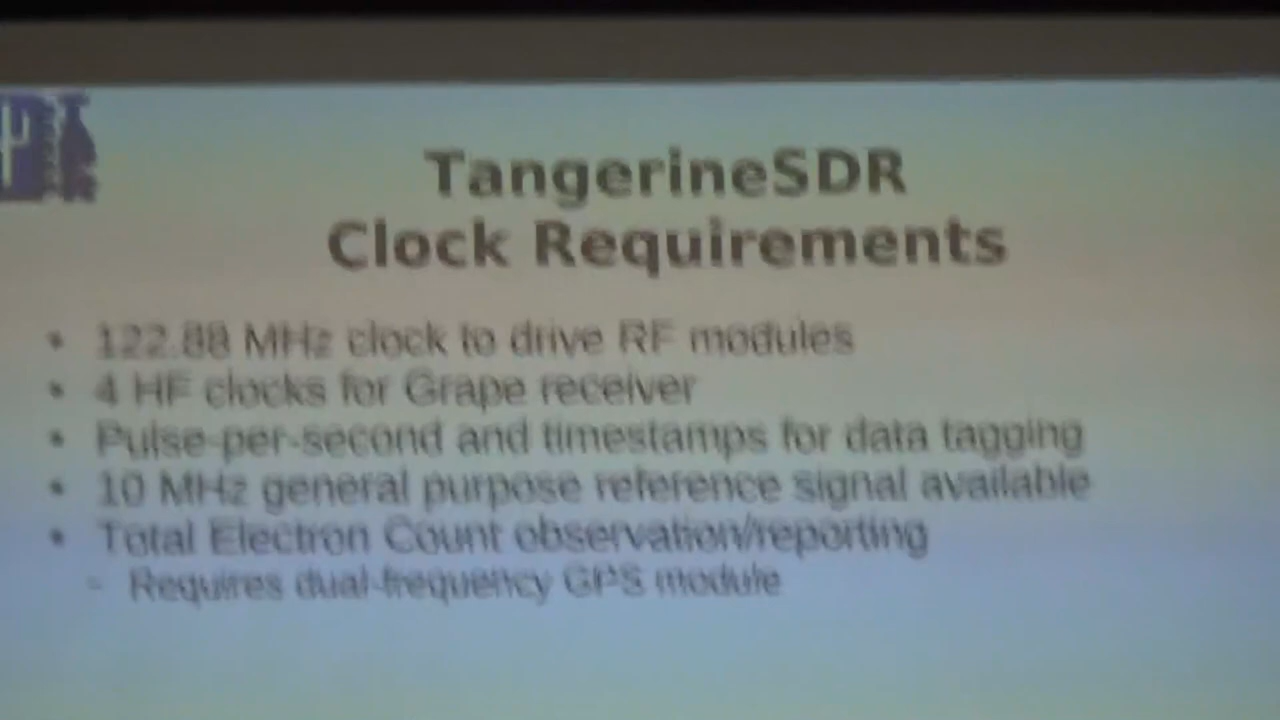 TangerineSDR
Clock Requirements
• 122.88 MHz clock to drive RF modules
• 4 HF clocks for Grape receiver
• Pulse-per-second and timestamps for data tagging
• 10 MHz general purpose reference signal available
• Total Electron Count observation/reporting
– Requires dual-frequency GPS module